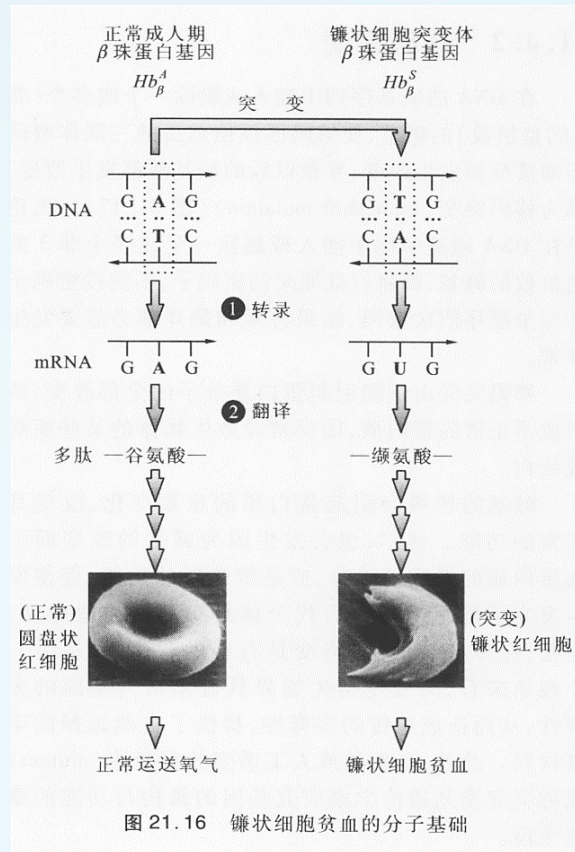 正常成人期
β珠蛋白基因
Hb^A_β
镰状细胞突变体
β珠蛋白基因
Hb^S_β
突 变
DNA
G A G
C T C
G T G
C A C
❶ 转录
mRNA
G A G
G U G
❷ 翻译
多肽 —谷氨酸—
—缬氨酸—
(正常)
圆盘状
红细胞
(突变)
镰状红细胞
正常运送氧气
镰状细胞贫血
图 21.16 镰状细胞贫血的分子基础